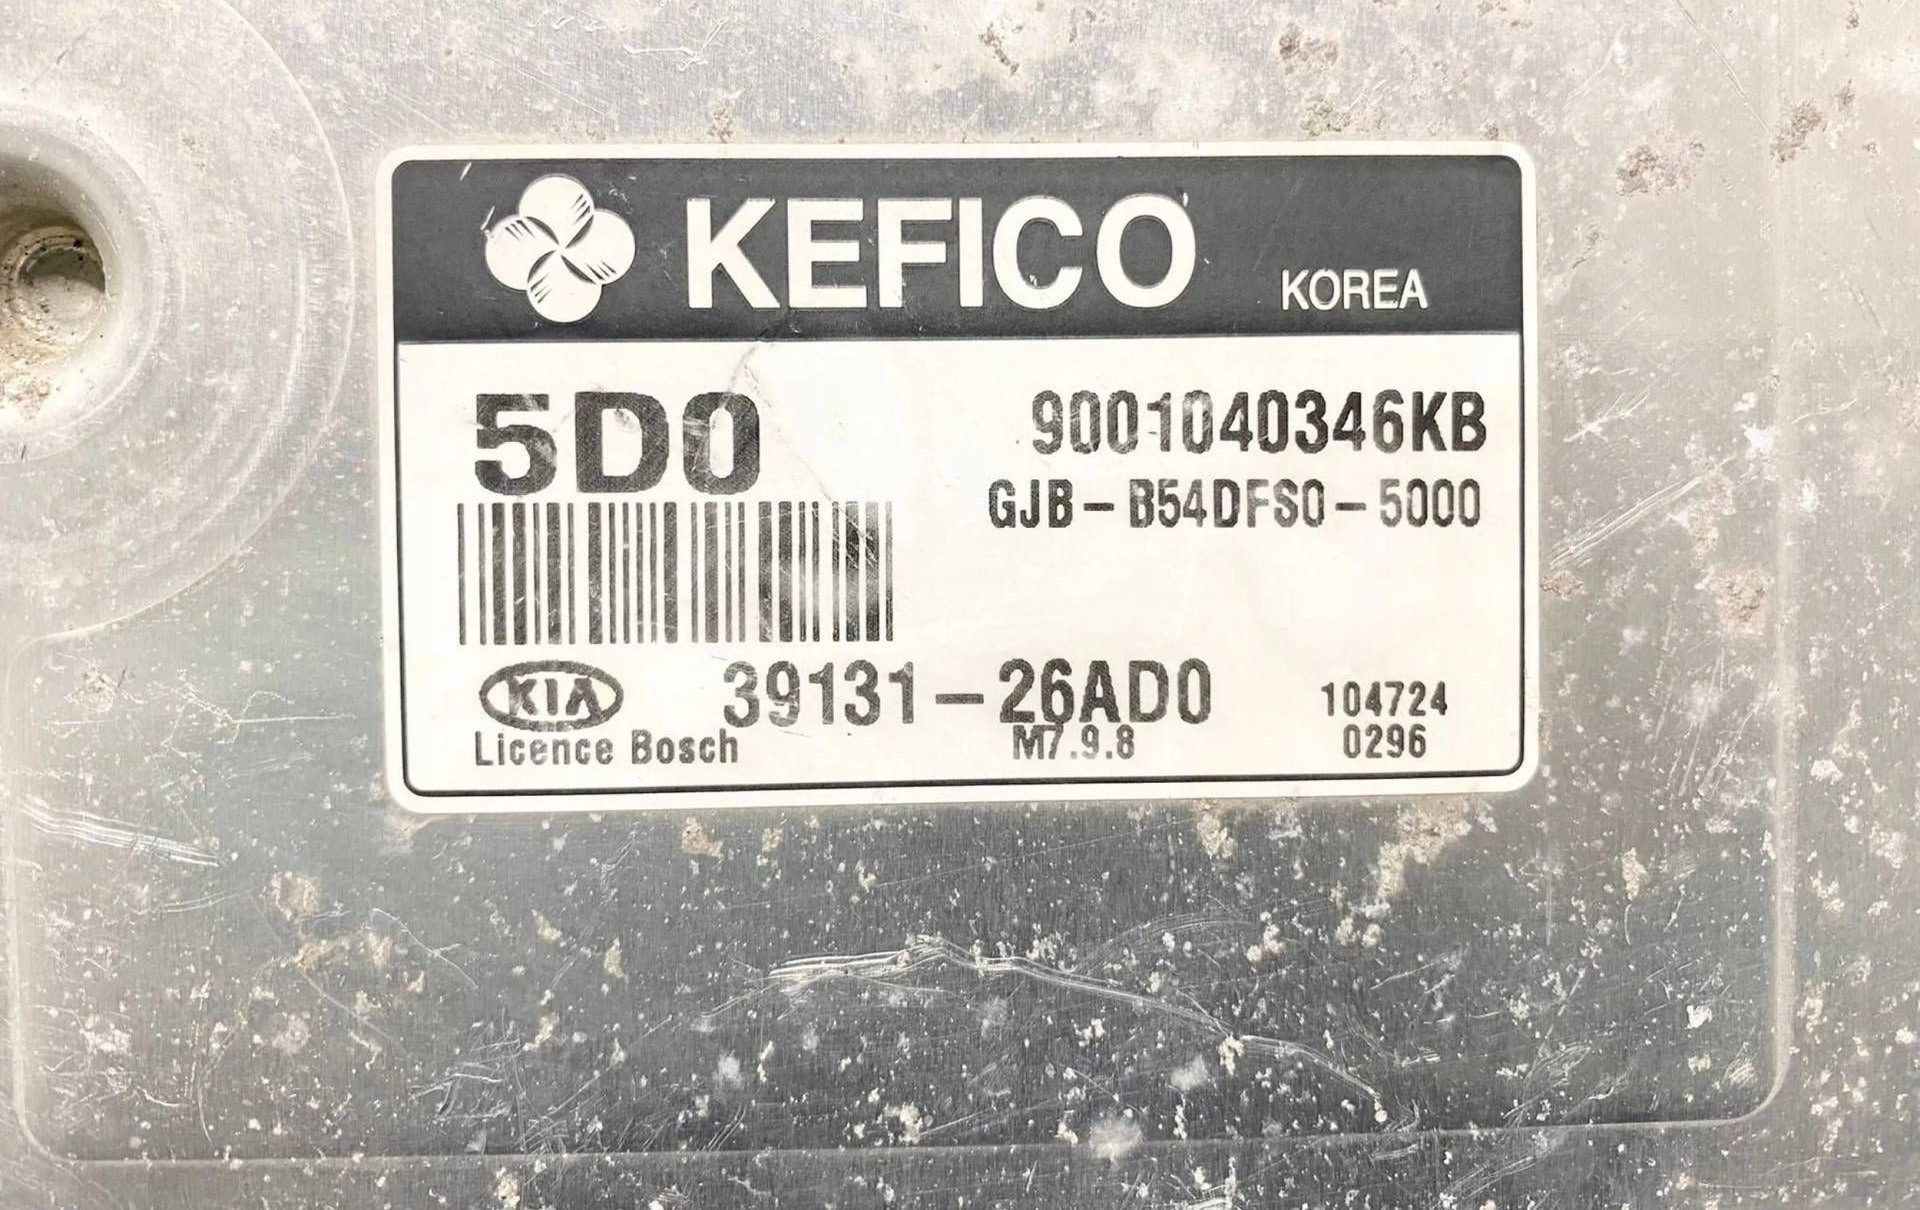 KEFICO KOREA
5D0 9001040346KB
GJB-B54DFS0-5000
KIA 39131-26AD0 104724
Licence Bosch M7.9.8 0296